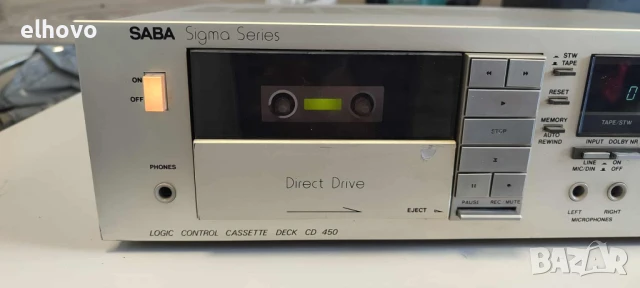 elhovo
SABA Sigma Series
ON
OFF
PHONES
Direct Drive
EJECT
LOGIC CONTROL CASSETTE DECK CD 450
STOP
PAUSE REC MUTE
STW
TAPE
RESET
MEMORY
AUTO
REWIND
TAPE/STW
INPUT DOLBY NR
LINE ON
MIC/DIN OFF
LEFT RIGHT
MICROPHONES
0
BAZAR